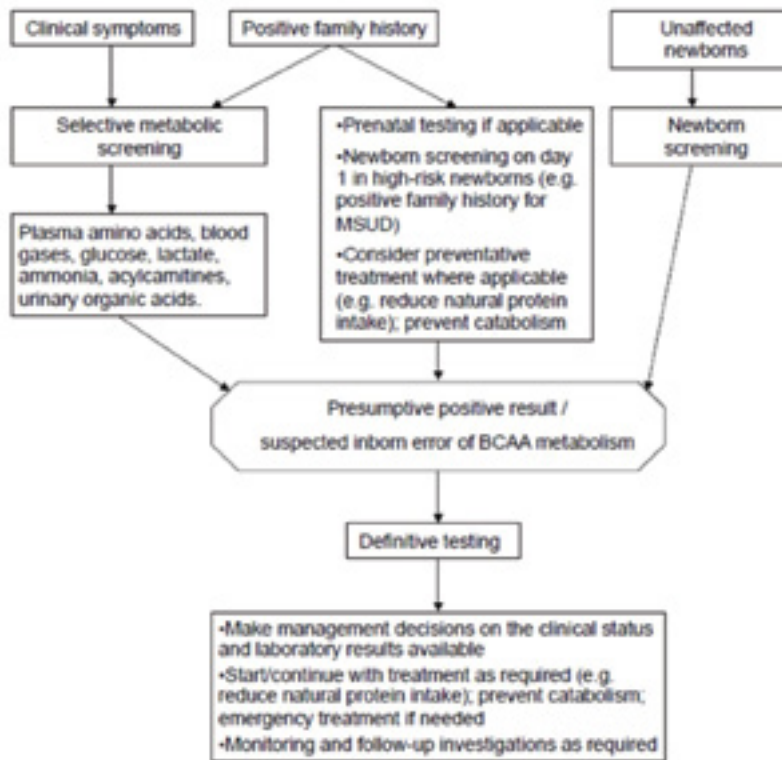 Clinical symptoms
Positive family history
Unaffected
newborns
Selective metabolic
screening
•Prenatal testing if applicable
•Newborn screening on day
1 in high-risk newborns (e.g.
positive family history for
MSUD)
•Consider preventative
treatment where applicable
(e.g. reduce natural protein
intake); prevent catabolism
Newborn
screening
Plasma amino acids, blood
gases, glucose, lactate,
ammonia, acylcarnitines,
urinary organic acids.
Presumptive positive result /
suspected inborn error of BCAA metabolism
Definitive testing
•Make management decisions on the clinical status
and laboratory results available
•Start/continue with treatment as required (e.g.
reduce natural protein intake); prevent catabolism;
emergency treatment if needed
•Monitoring and follow-up investigations as required